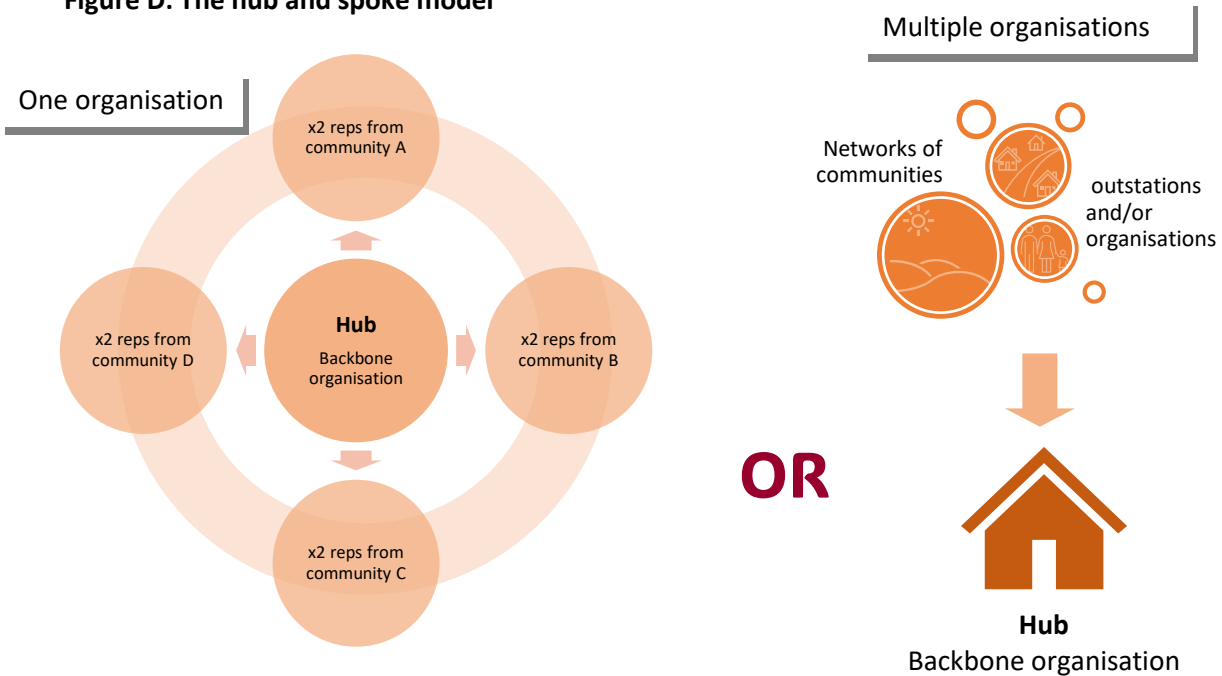 Figure D: The hub and spoke model
One organisation
x2 reps from
community A
x2 reps from
community D
Hub
Backbone
organisation
x2 reps from
community B
x2 reps from
community C
OR
Multiple organisations
Networks of
communities
outstations
and/or
organisations
Hub
Backbone organisation